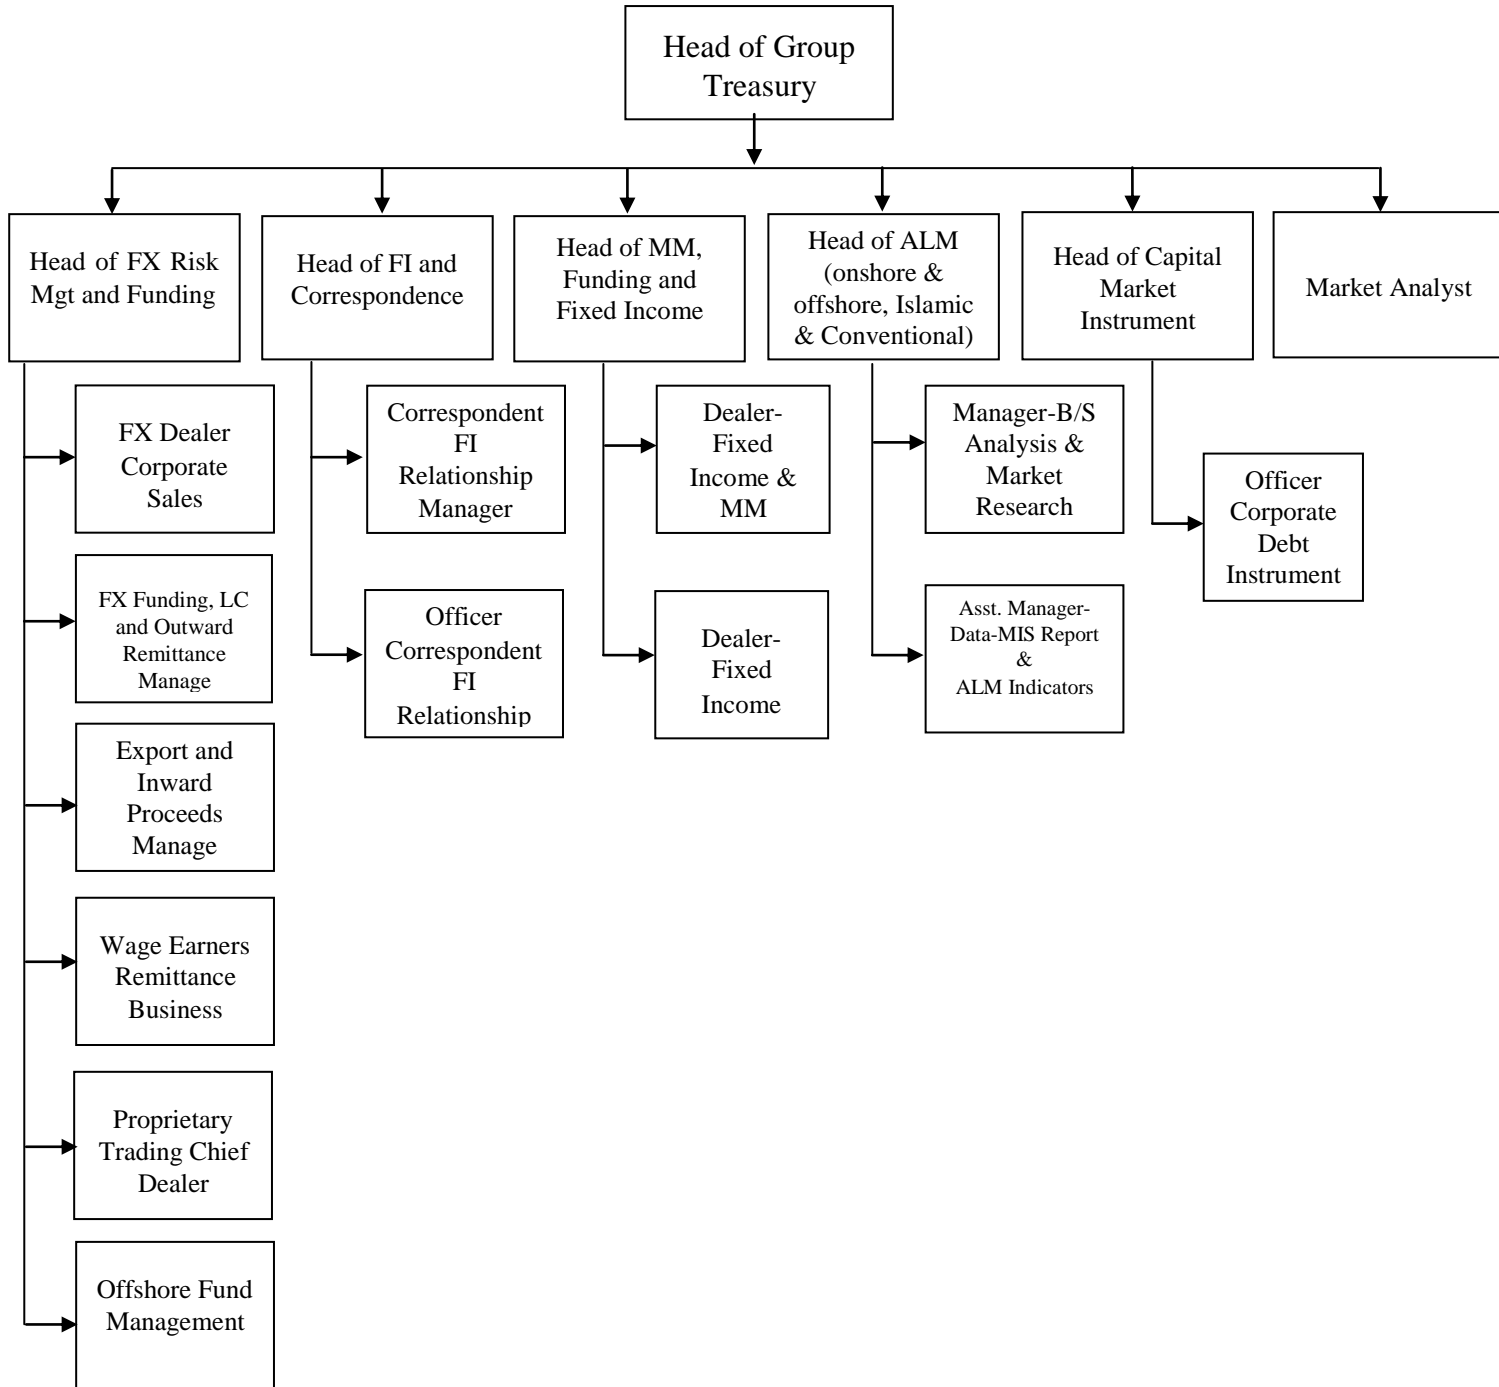 Head of Group
Treasury
Head of FX Risk
Mgt and Funding
Head of FI and
Correspondence
Head of MM,
Funding and
Fixed Income
Head of ALM
(onshore &
offshore, Islamic
& Conventional)
Head of Capital
Market
Instrument
Market Analyst
FX Dealer
Corporate
Sales
FX Funding, LC
and Outward
Remittance
Manage
Export and
Inward
Proceeds
Manage
Wage Earners
Remittance
Business
Proprietary
Trading Chief
Dealer
Offshore Fund
Management
Correspondent
FI
Relationship
Manager
Officer
Correspondent
FI
Relationship
Dealer-
Fixed
Income &
MM
Dealer-
Fixed
Income
Manager-B/S
Analysis &
Market
Research
Asst. Manager-
Data-MIS Report
&
ALM Indicators
Officer
Corporate
Debt
Instrument